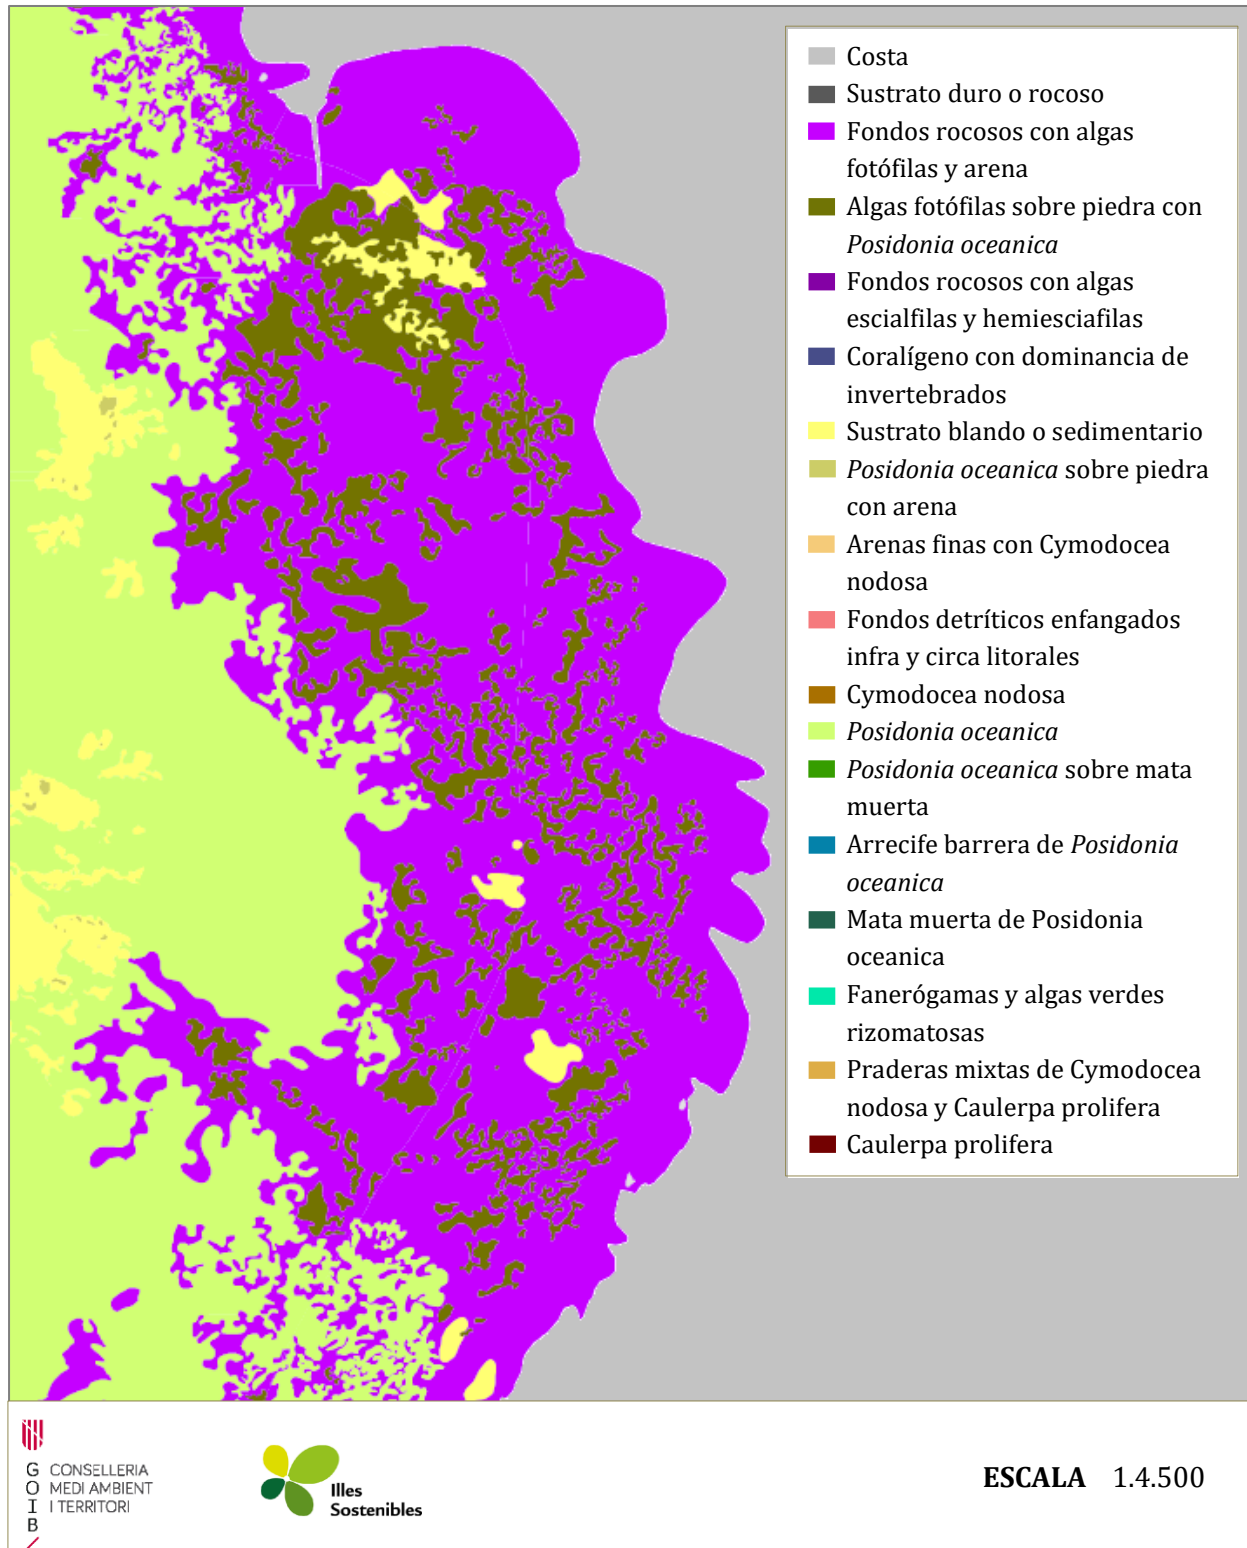 Costa
Sustrato duro o rocoso
Fondos rocosos con algas
fotófilas y arena
Algas fotófilas sobre piedra con
Posidonia oceanica
Fondos rocosos con algas
escialfilas y hemiesciafilas
Coralígeno con dominancia de
invertebrados
Sustrato blando o sedimentario
Posidonia oceanica sobre piedra
con arena
Arenas finas con Cymodocea
nodosa
Fondos detríticos enfangados
infra y circa litorales
Cymodocea nodosa
Posidonia oceanica
Posidonia oceanica sobre mata
muerta
Arrecife barrera de Posidonia
oceanica
Mata muerta de Posidonia
oceanica
Fanerógamas y algas verdes
rizomatosas
Praderas mixtas de Cymodocea
nodosa y Caulerpa prolifera
Caulerpa prolifera
G CONSELLERIA
O MEDI AMBIENT
I I TERRITORI
B
Illes
Sostenibles
ESCALA 1.4.500